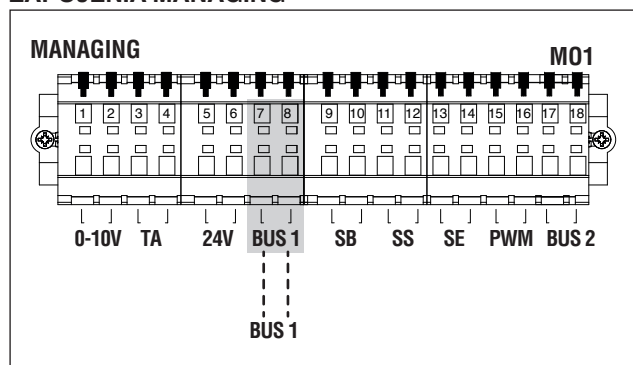 MANAGING
M01
1 2 3 4 5 6 7 8 9 10 11 12 13 14 15 16 17 18
0-10V TA 24V BUS 1 SB SS SE PWM BUS 2
BUS 1